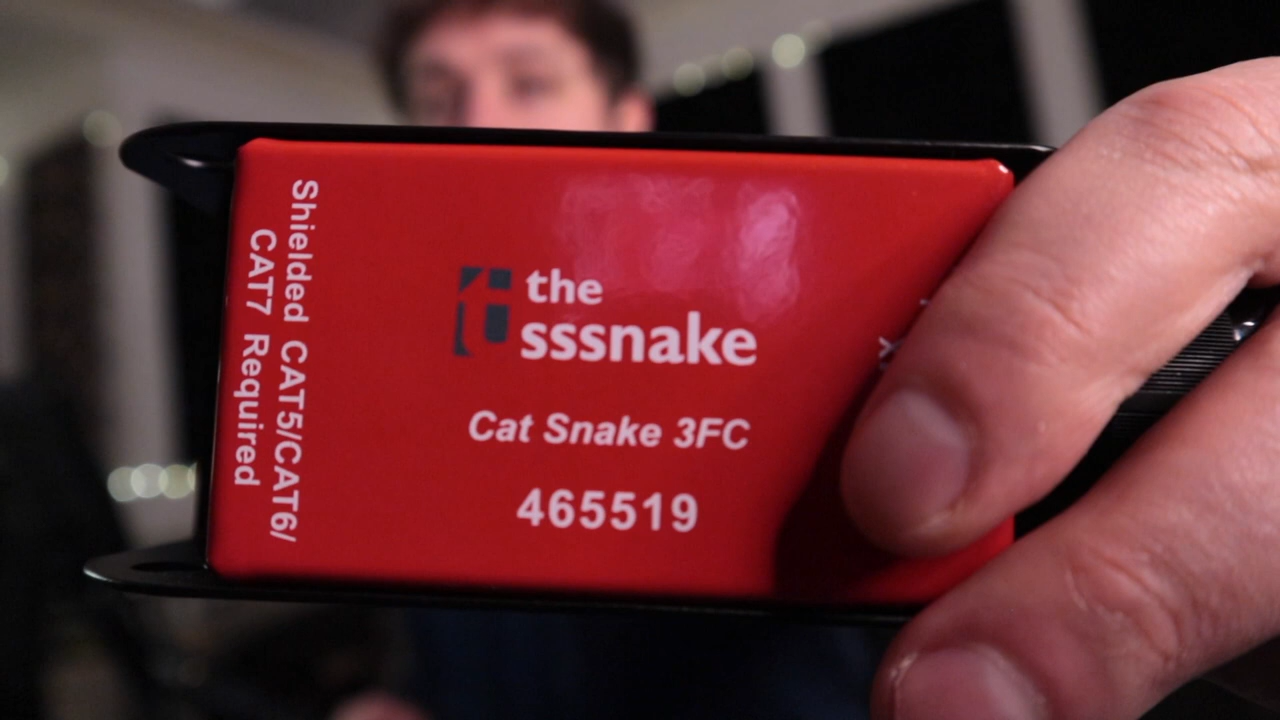 Shielded CAT5/CAT6/
CAT7 Required
the
sssnake
Cat Snake 3FC
465519